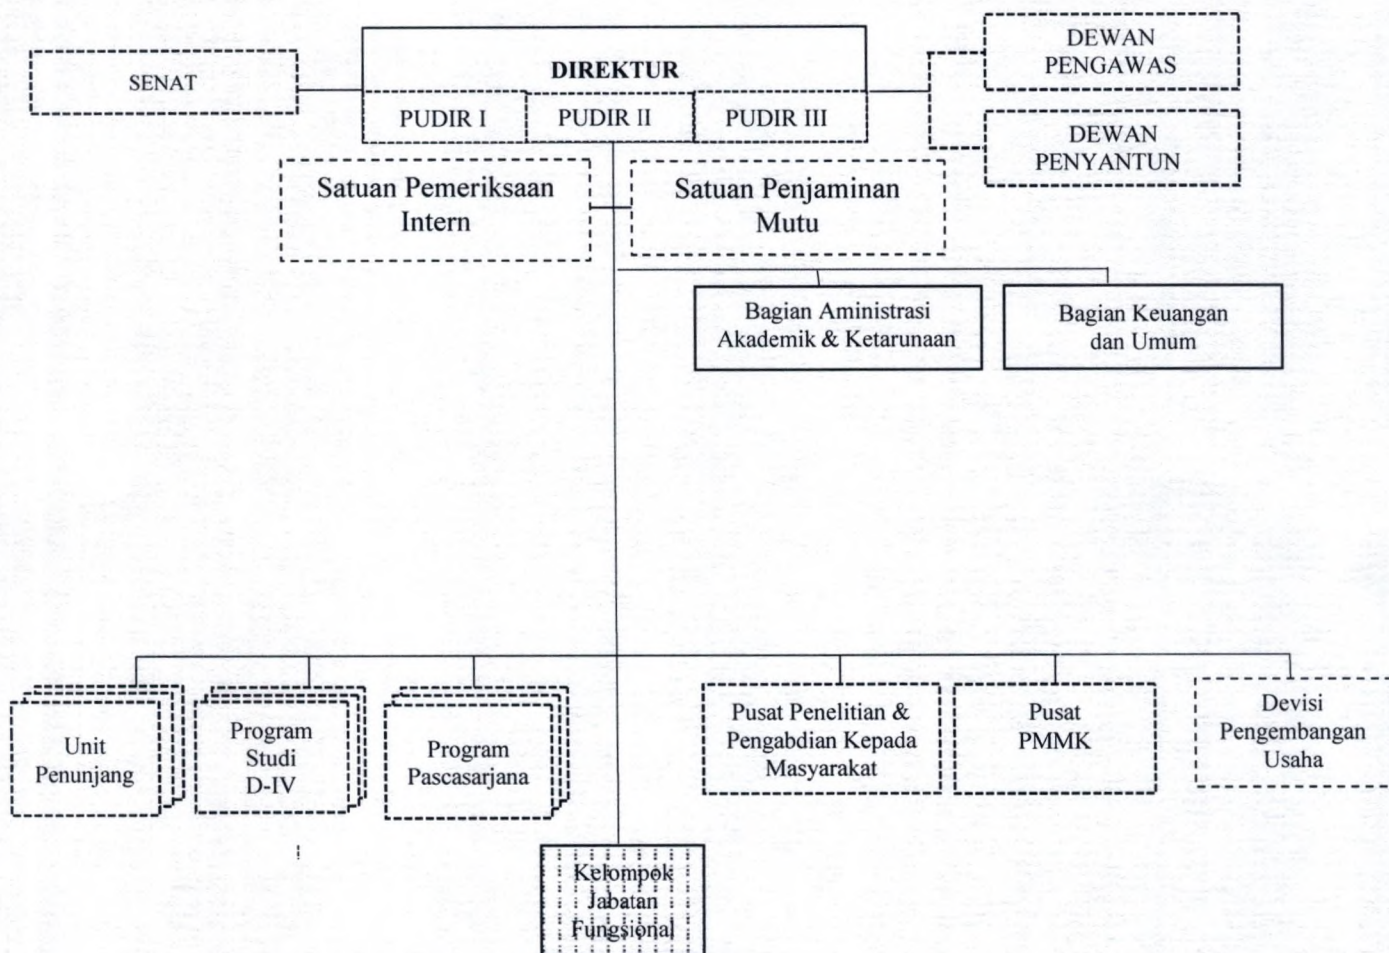 SENAT
DIREKTUR
PUDIR I
PUDIR II
PUDIR III
DEWAN
PENGAWAS
DEWAN
PENYANTUN
Satuan Pemeriksaan
Intern
Satuan Penjaminan
Mutu
Bagian Aministrasi
Akademik & Ketarunaan
Bagian Keuangan
dan Umum
Unit
Penunjang
Program
Studi
D-IV
Program
Pascasarjana
Pusat Penelitian &
Pengabdian Kepada
Masyarakat
Pusat
PMMK
Devisi
Pengembangan
Usaha
Kelompok
Jabatan
Fungsional